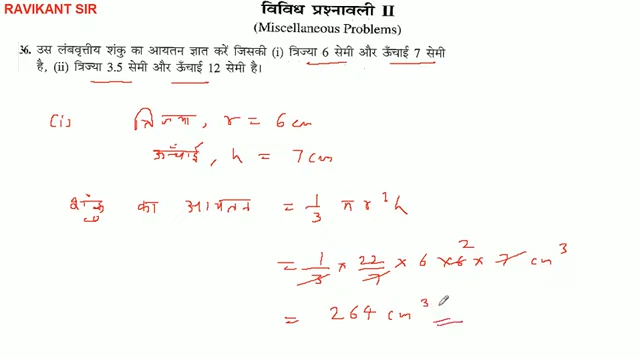 RAVIKANT SIR
विविध प्रश्नावली II
(Miscellaneous Problems)
36. उस लंबवृत्तीय शंकु का आयतन ज्ञात करें जिसकी (i) त्रिज्या 6 सेमी और ऊँचाई 7 सेमी
है, (ii) त्रिज्या 3.5 सेमी और ऊँचाई 12 सेमी है।
(i) त्रिज्या, r = 6 cm
ऊँचाई, h = 7 cm
शंकु का आयतन = 1/3 π r² h
= 1/3 × 22/7 × 6 × 6 2 × 7 cm³
= 264 cm³